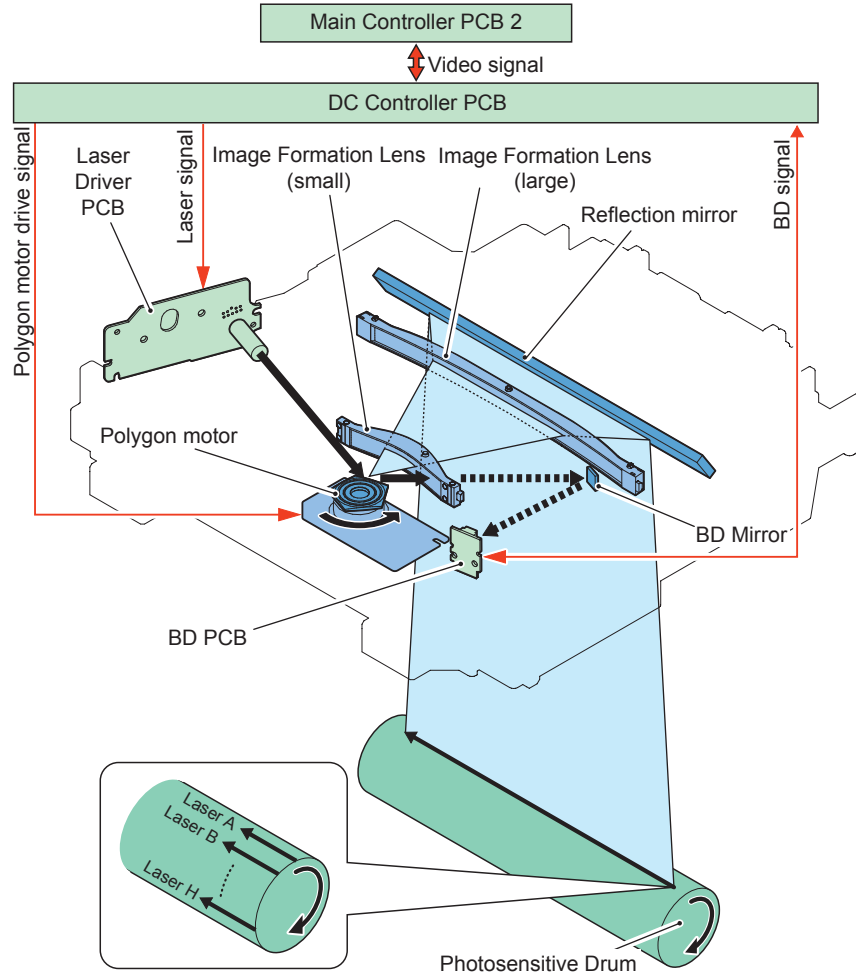 Main Controller PCB 2
Video signal
DC Controller PCB
Polygon motor drive signal
Laser
Driver
PCB
Laser signal
Image Formation Lens
(small)
Image Formation Lens
(large)
Reflection mirror
BD signal
Polygon motor
BD Mirror
BD PCB
Laser A
Laser B
Laser H
Photosensitive Drum